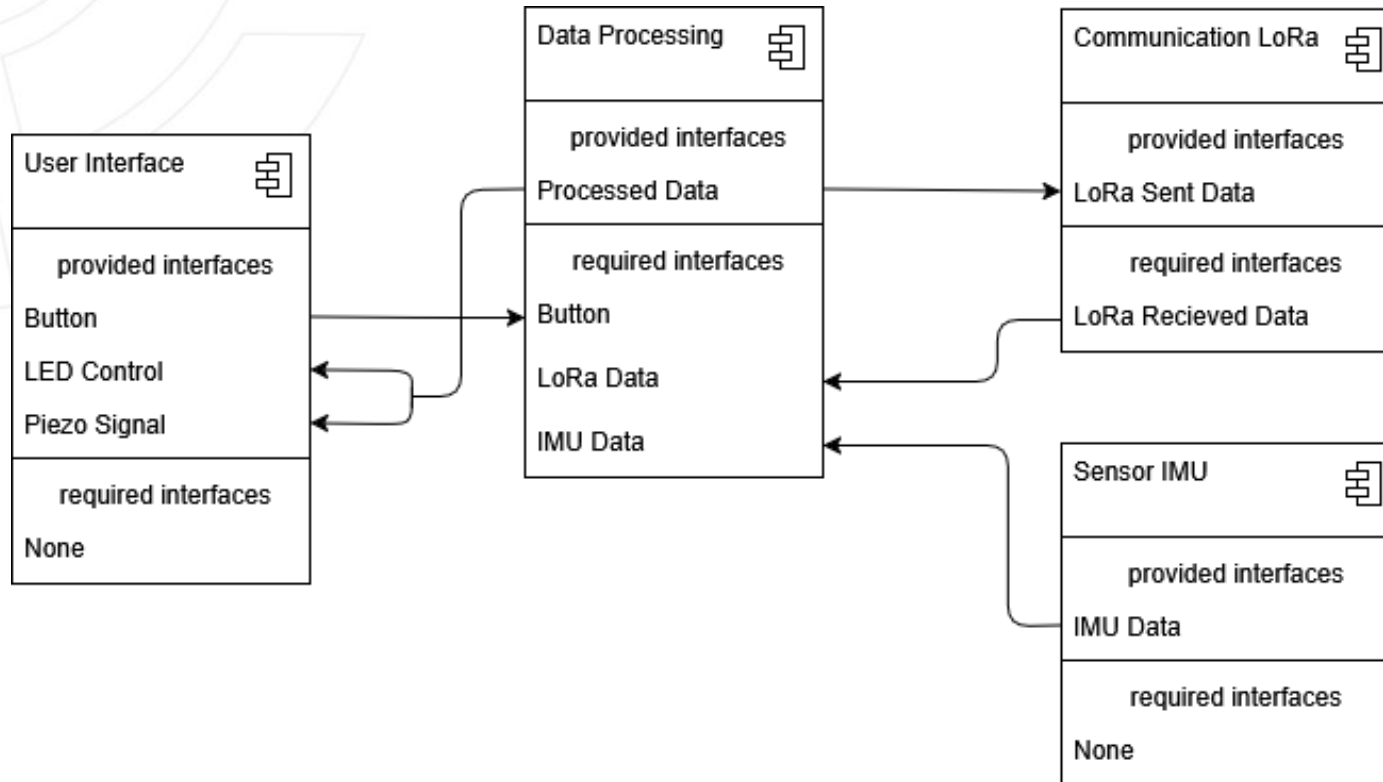 User Interface
provided interfaces
Button
LED Control
Piezo Signal
required interfaces
None
Data Processing
provided interfaces
Processed Data
required interfaces
Button
LoRa Data
IMU Data
Communication LoRa
provided interfaces
LoRa Sent Data
required interfaces
LoRa Recieved Data
Sensor IMU
provided interfaces
IMU Data
required interfaces
None